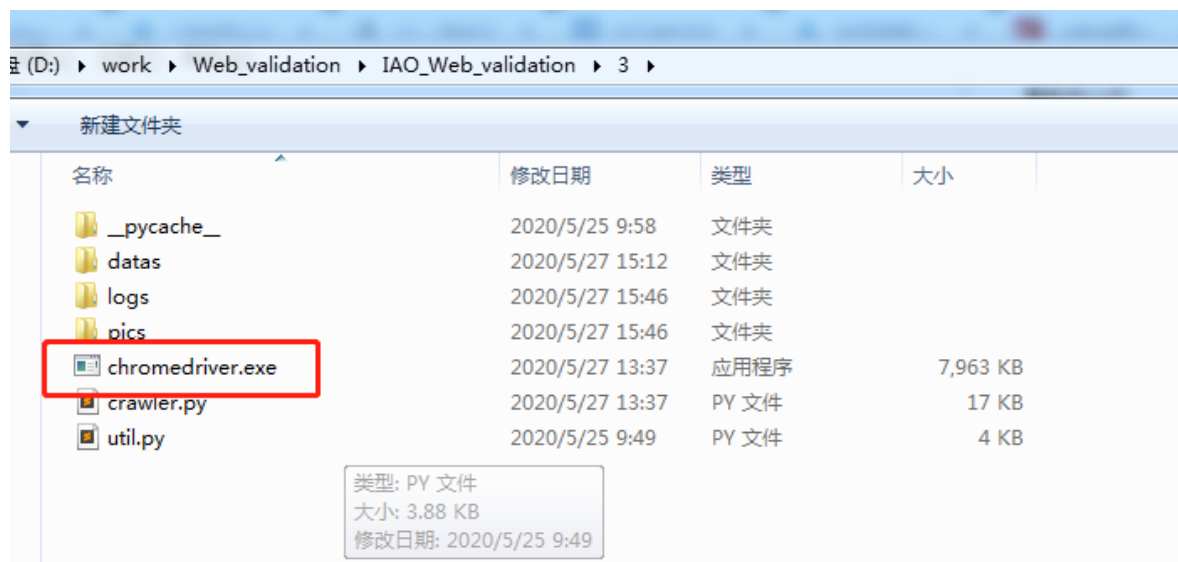 (D:) ▸ work ▸ Web_validation ▸ IAO_Web_validation ▸ 3 ▸
新建文件夹
名称 修改日期 类型 大小
__pycache__ 2020/5/25 9:58 文件夹
datas 2020/5/27 15:12 文件夹
logs 2020/5/27 15:46 文件夹
pics 2020/5/27 15:46 文件夹
chromedriver.exe 2020/5/27 13:37 应用程序 7,963 KB
crawler.py 2020/5/27 13:37 PY 文件 17 KB
util.py 2020/5/25 9:49 PY 文件 4 KB
类型: PY 文件
大小: 3.88 KB
修改日期: 2020/5/25 9:49